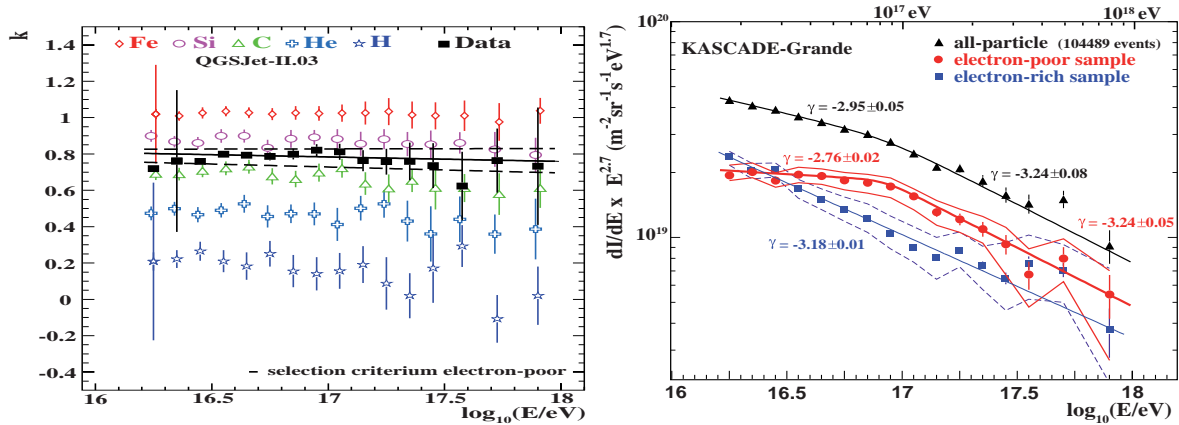 k
1.4
1.2
1
0.8
0.6
0.4
0.2
0
-0.2
-0.4
Fe Si C He H Data
QGSJet-II.03
– selection criterium electron-poor
16 16.5 17 17.5 18
log10(E/eV)
10^17 eV 10^18 eV
10^20
10^19
dI/dE x E^2.7 (m^-2 sr^-1 s^-1 eV^1.7)
KASCADE-Grande
all-particle (104489 events)
electron-poor sample
electron-rich sample
γ = -2.95±0.05
γ = -2.76±0.02
γ = -3.24±0.08
γ = -3.24±0.05
γ = -3.18±0.01
16 16.5 17 17.5 18
log10(E/eV)